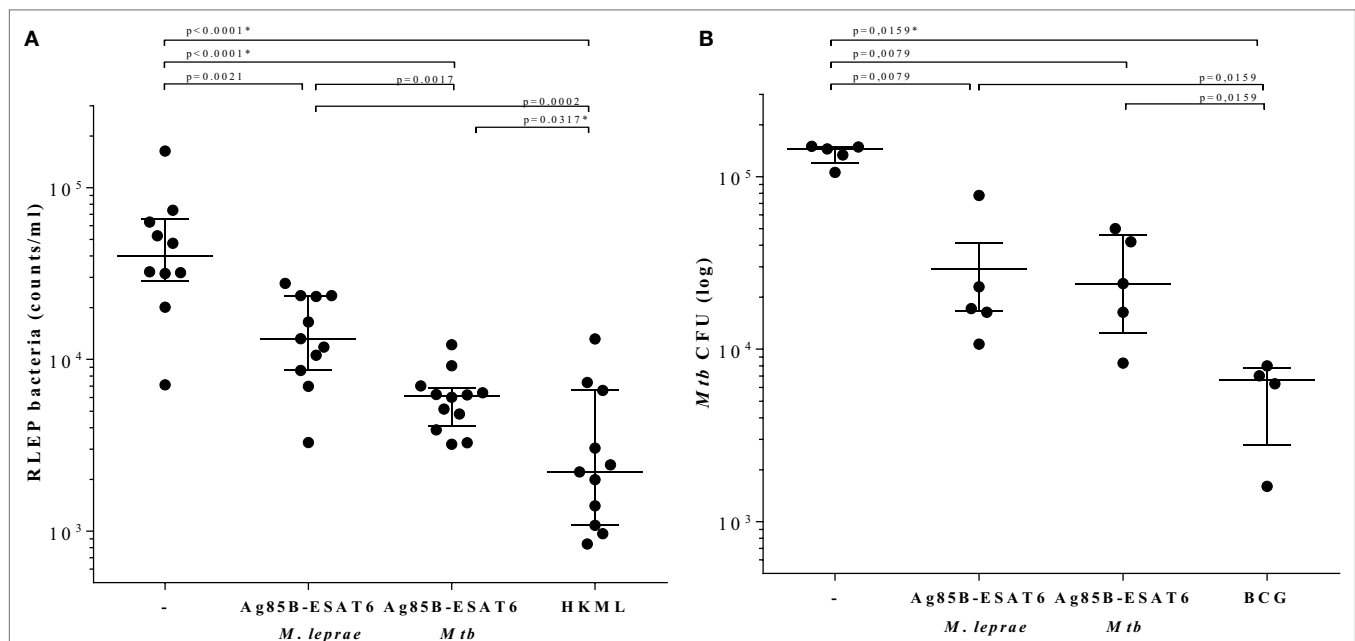 A
p<0.0001*
p<0.0001*
p=0.0021
p=0.0017
p=0.0002
p=0.0317*
RLEP bacteria (counts/ml)
10^5
10^4
10^3
-
Ag85B-ESAT6
M. leprae
Ag85B-ESAT6
Mtb
HKML
B
p=0,0159*
p=0,0079
p=0,0079
p=0,0159
p=0,0159
Mtb CFU (log)
10^5
10^4
10^3
-
Ag85B-ESAT6
M. leprae
Ag85B-ESAT6
Mtb
BCG